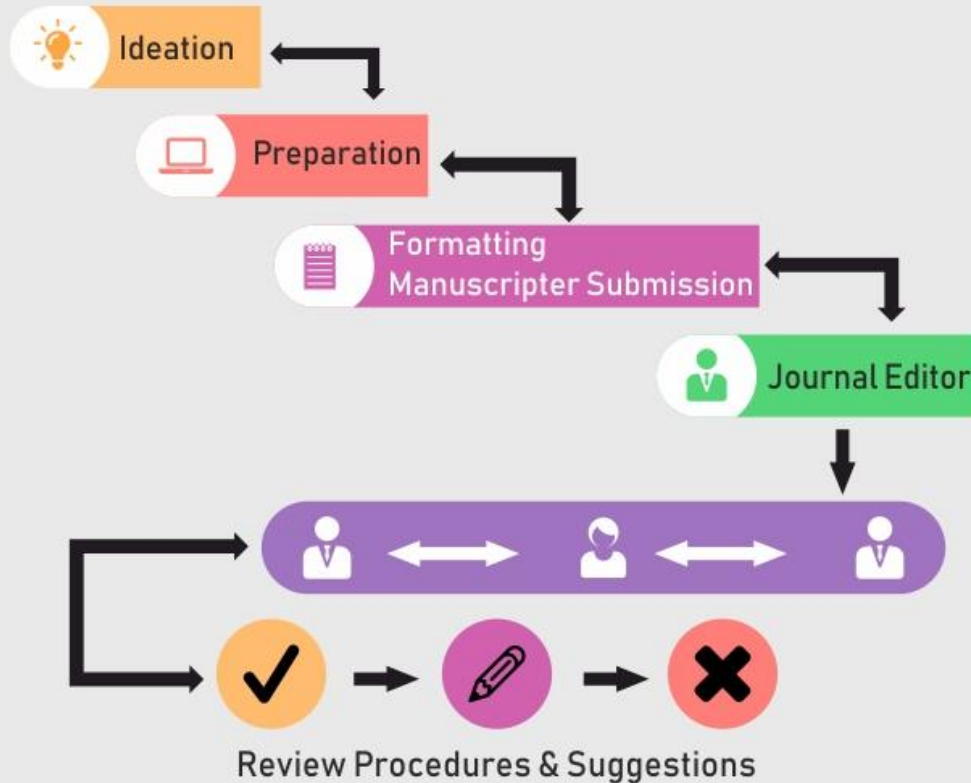 Ideation
Preparation
Formatting
Manuscripter Submission
Journal Editor
Review Procedures & Suggestions